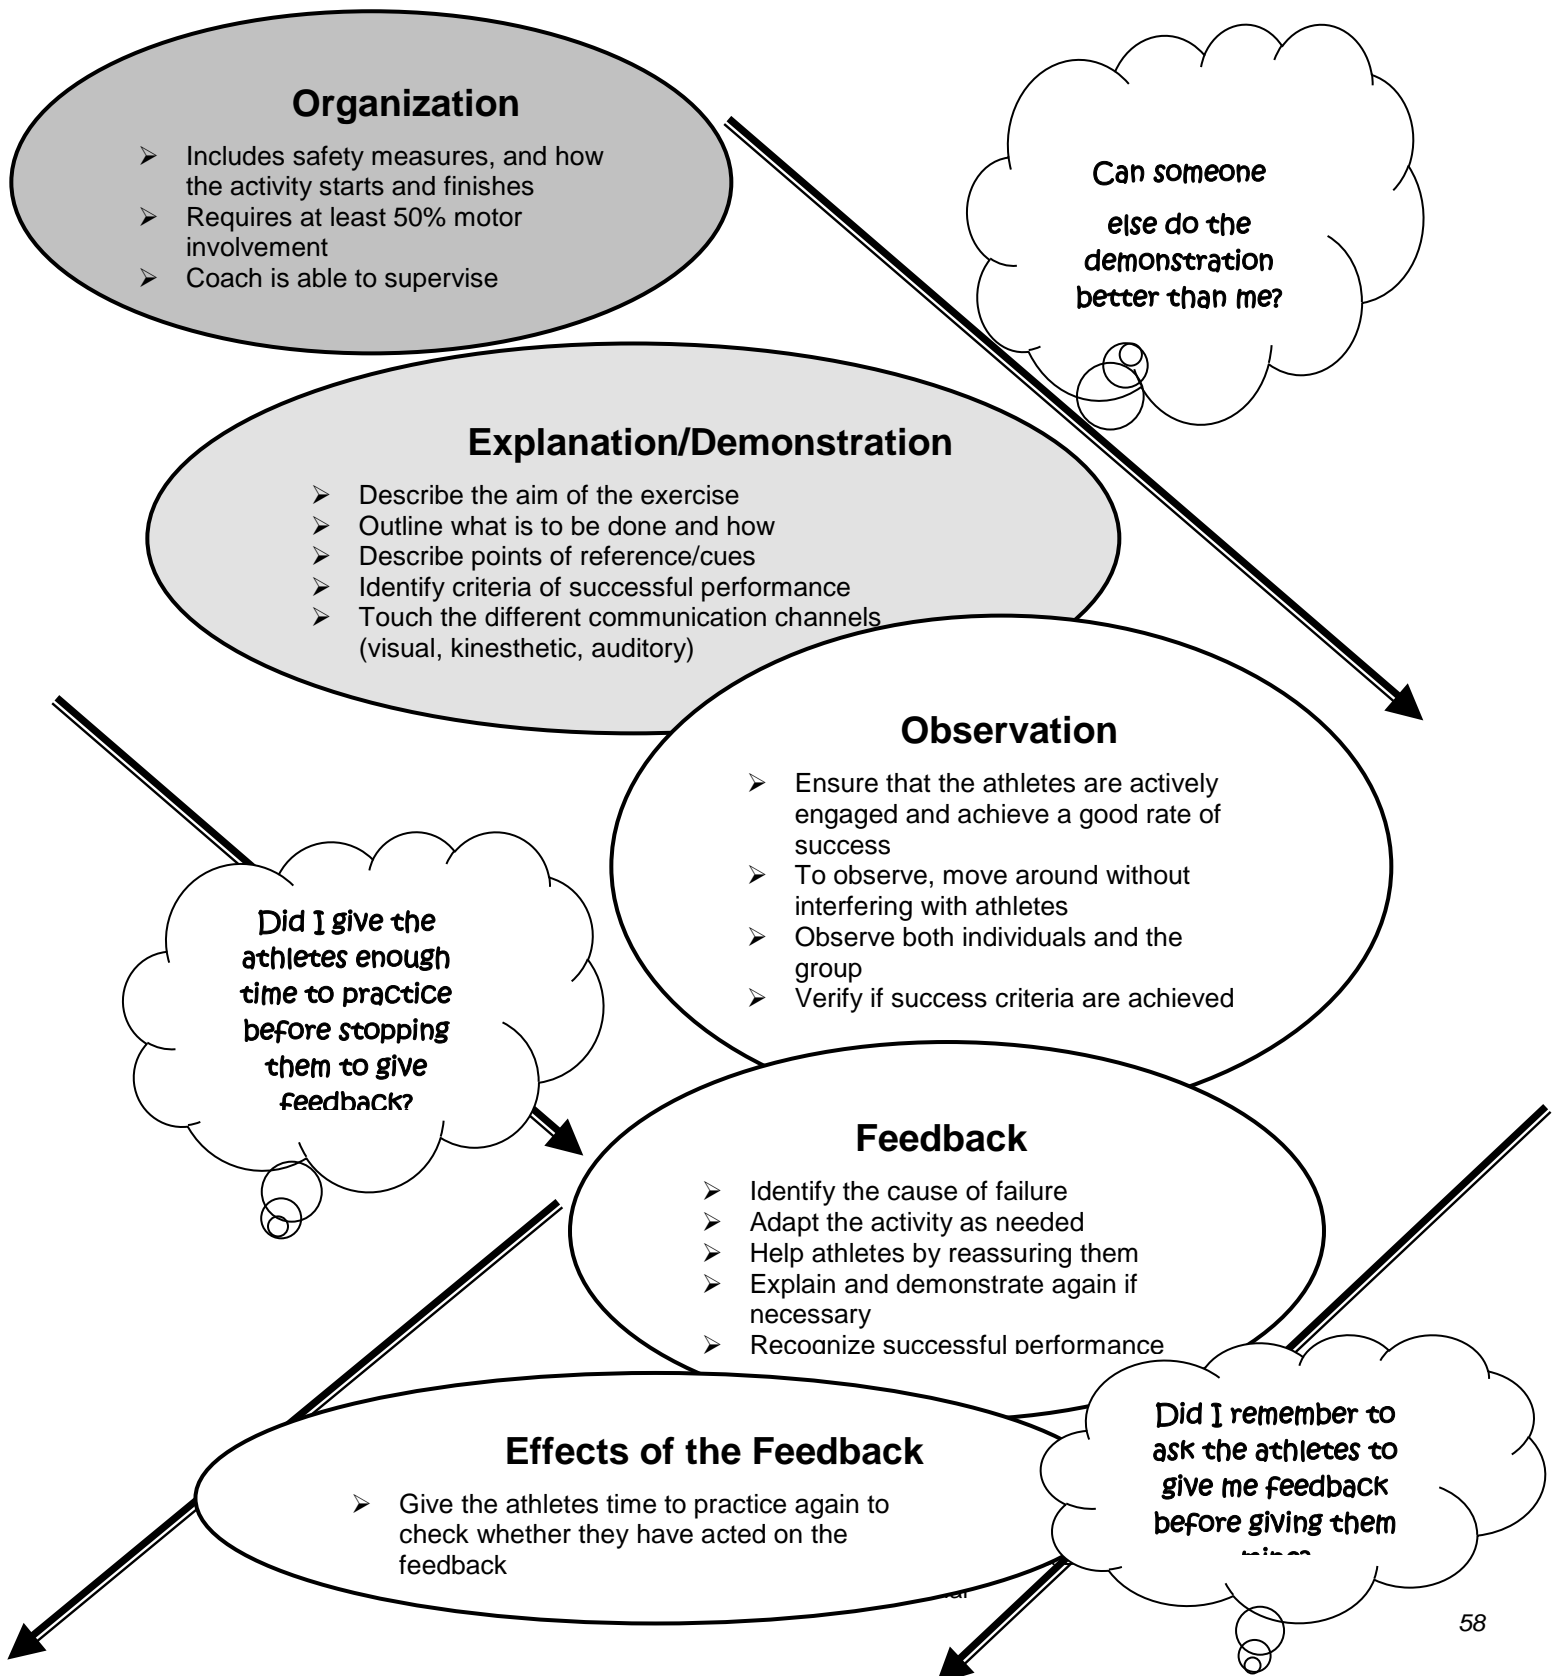 Organization
➢ Includes safety measures, and how
the activity starts and finishes
➢ Requires at least 50% motor
involvement
➢ Coach is able to supervise
Can someone
else do the
demonstration
better than me?
Explanation/Demonstration
➢ Describe the aim of the exercise
➢ Outline what is to be done and how
➢ Describe points of reference/cues
➢ Identify criteria of successful performance
➢ Touch the different communication channels
(visual, kinesthetic, auditory)
Observation
➢ Ensure that the athletes are actively
engaged and achieve a good rate of
success
➢ To observe, move around without
interfering with athletes
➢ Observe both individuals and the
group
➢ Verify if success criteria are achieved
Did I give the
athletes enough
time to practice
before stopping
them to give
feedback?
Feedback
➢ Identify the cause of failure
➢ Adapt the activity as needed
➢ Help athletes by reassuring them
➢ Explain and demonstrate again if
necessary
➢ Recognize successful performance
Did I remember to
ask the athletes to
give me feedback
before giving them
Effects of the Feedback
➢ Give the athletes time to practice again to
check whether they have acted on the
feedback
58